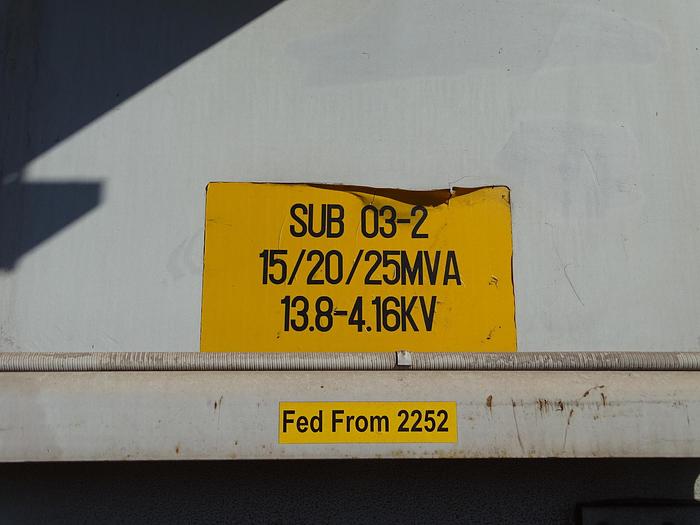 SUB 03-2
15/20/25MVA
13.8-4.16KV
Fed From 2252